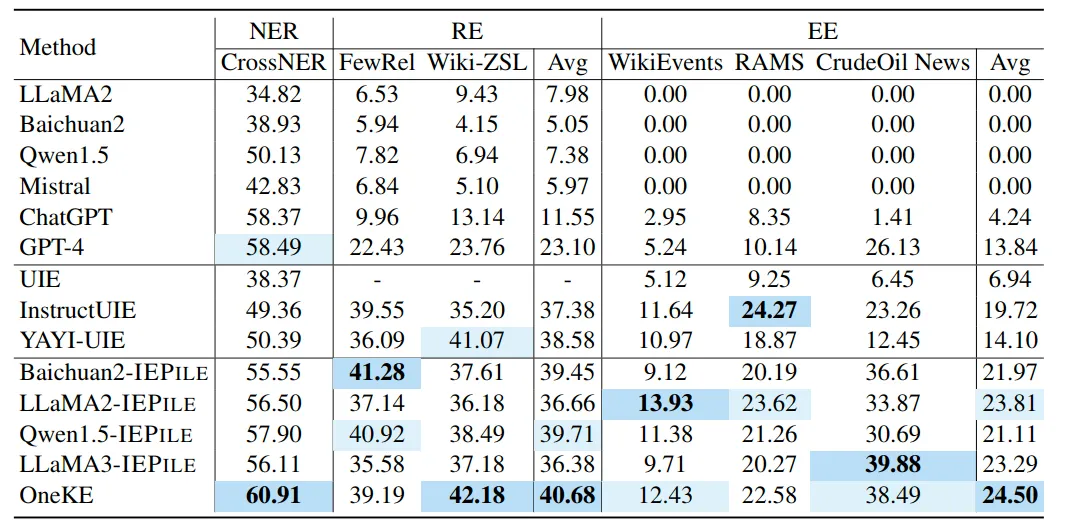 Method NER RE EE
CrossNER FewRel Wiki-ZSL Avg WikiEvents RAMS CrudeOil News Avg
LLaMA2 34.82 6.53 9.43 7.98 0.00 0.00 0.00 0.00
Baichuan2 38.93 5.94 4.15 5.05 0.00 0.00 0.00 0.00
Qwen1.5 50.13 7.82 6.94 7.38 0.00 0.00 0.00 0.00
Mistral 42.83 6.84 5.10 5.97 0.00 0.00 0.00 0.00
ChatGPT 58.37 9.96 13.14 11.55 2.95 8.35 1.41 4.24
GPT-4 58.49 22.43 23.76 23.10 5.24 10.14 26.13 13.84
UIE 38.37 - - - 5.12 9.25 6.45 6.94
InstructUIE 49.36 39.55 35.20 37.38 11.64 24.27 23.26 19.72
YAYI-UIE 50.39 36.09 41.07 38.58 10.97 18.87 12.45 14.10
Baichuan2-IEPILE 55.55 41.28 37.61 39.45 9.12 20.19 36.61 21.97
LLaMA2-IEPILE 56.50 37.14 36.18 36.66 13.93 23.62 33.87 23.81
Qwen1.5-IEPILE 57.90 40.92 38.49 39.71 11.38 21.26 30.69 21.11
LLaMA3-IEPILE 56.11 35.58 37.18 36.38 9.71 20.27 39.88 23.29
OneKE 60.91 39.19 42.18 40.68 12.43 22.58 38.49 24.50